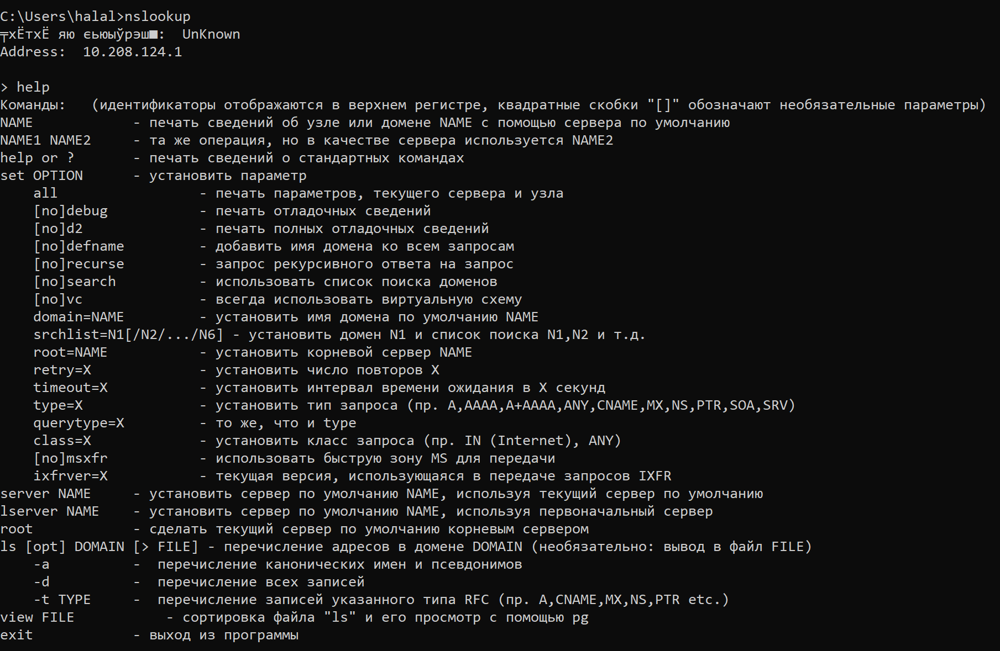 C:\Users\halal>nslookup
╤хЁтхЁ яю єьюыўрэш■:  UnKnown
Address:  10.208.124.1

> help
Команды:   (идентификаторы отображаются в верхнем регистре, квадратные скобки "[]" обозначают необязательные параметры)
NAME            - печать сведений об узле или домене NAME с помощью сервера по умолчанию
NAME1 NAME2     - та же операция, но в качестве сервера используется NAME2
help or ?       - печать сведений о стандартных командах
set OPTION      - установить параметр
    all                 - печать параметров, текущего сервера и узла
    [no]debug           - печать отладочных сведений
    [no]d2              - печать полных отладочных сведений
    [no]defname         - добавить имя домена ко всем запросам
    [no]recurse         - запрос рекурсивного ответа на запрос
    [no]search          - использовать список поиска доменов
    [no]vc              - всегда использовать виртуальную схему
    domain=NAME         - установить имя домена по умолчанию NAME
    srchlist=N1[/N2/.../N6] - установить домен N1 и список поиска N1,N2 и т.д.
    root=NAME           - установить корневой сервер NAME
    retry=X             - установить число повторов X
    timeout=X           - установить интервал времени ожидания в X секунд
    type=X              - установить тип запроса (пр. A,AAAA,A+AAAA,ANY,CNAME,MX,NS,PTR,SOA,SRV)
    querytype=X         - то же, что и type
    class=X             - установить класс запроса (пр. IN (Internet), ANY)
    [no]msxfr           - использовать быструю зону MS для передачи
    ixfrver=X           - текущая версия, использующаяся в передаче запросов IXFR
server NAME     - установить сервер по умолчанию NAME, используя текущий сервер по умолчанию
lserver NAME    - установить сервер по умолчанию NAME, используя первоначальный сервер
root            - сделать текущий сервер по умолчанию корневым сервером
ls [opt] DOMAIN [> FILE] - перечисление адресов в домене DOMAIN (необязательно: вывод в файл FILE)
    -a          -  перечисление канонических имен и псевдонимов
    -d          -  перечисление всех записей
    -t TYPE     -  перечисление записей указанного типа RFC (пр. A,CNAME,MX,NS,PTR etc.)
view FILE           - сортировка файла "ls" и его просмотр с помощью pg
exit            - выход из программы